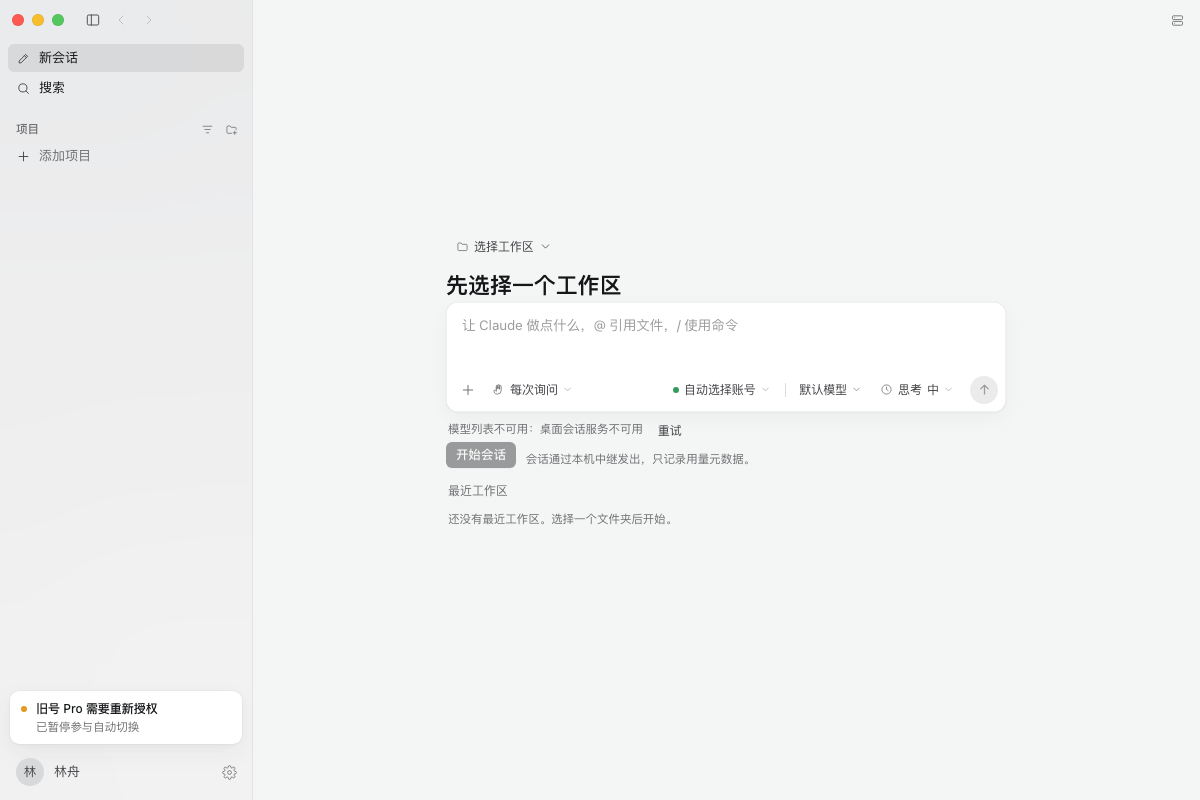 新会话
搜索
项目
添加项目
选择工作区
先选择一个工作区
让 Claude 做点什么，@ 引用文件，/ 使用命令
每次询问 自动选择账号 默认模型 思考 中
模型列表不可用：桌面会话服务不可用 重试
开始会话 会话通过本机中继发出，只记录用量元数据。
最近工作区
还没有最近工作区。选择一个文件夹后开始。
旧号 Pro 需要重新授权
已暂停参与自动切换
林 林舟